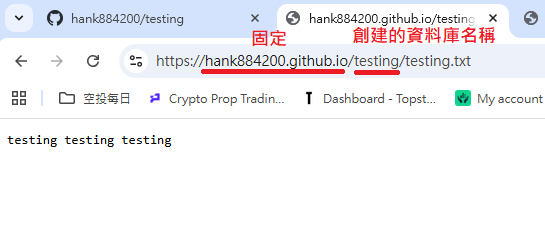 hank884200/testing
hank884200.github.io/testing
固定
創建的資料庫名稱
https://hank884200.github.io/testing/testing.txt
空投每日
Crypto Prop Tradin...
Dashboard - Topst...
My account
testing testing testing